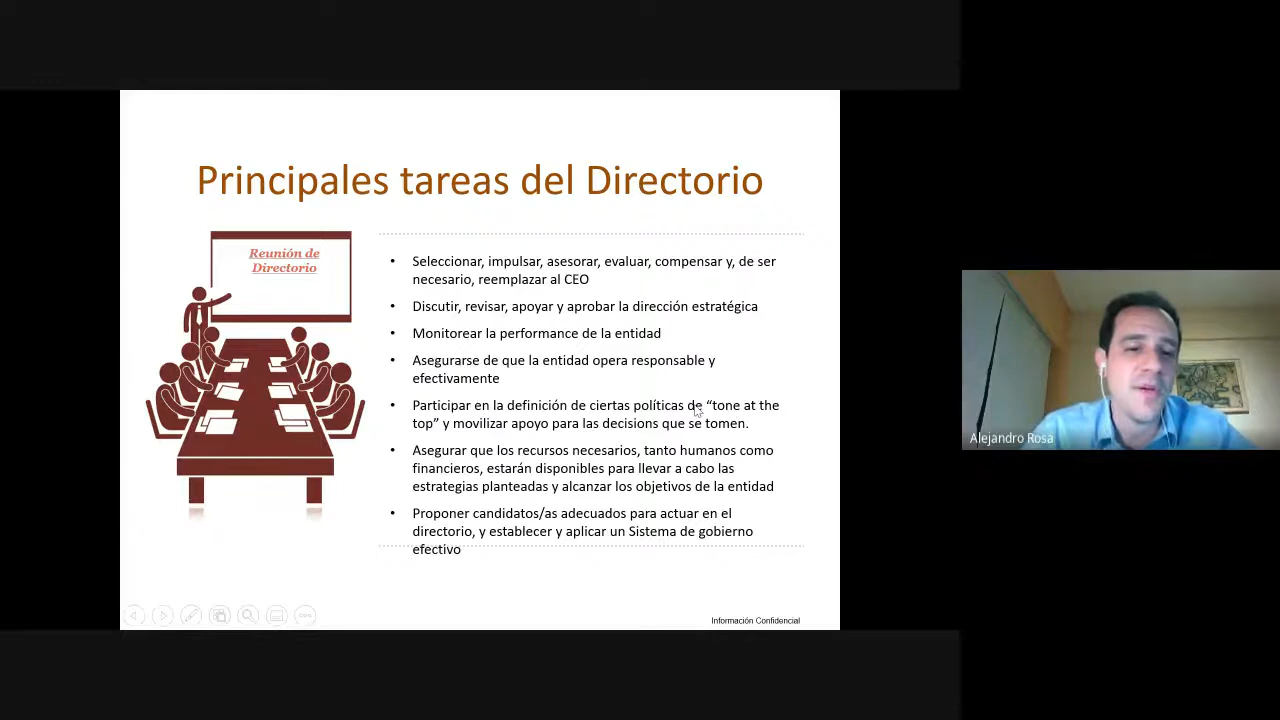 Principales tareas del Directorio
Reunión de
Directorio
• Seleccionar, impulsar, asesorar, evaluar, compensar y, de ser
necesario, reemplazar al CEO
• Discutir, revisar, apoyar y aprobar la dirección estratégica
• Monitorear la performance de la entidad
• Asegurarse de que la entidad opera responsable y
efectivamente
• Participar en la definición de ciertas políticas de “tone at the
top” y movilizar apoyo para las decisiones que se tomen.
• Asegurar que los recursos necesarios, tanto humanos como
financieros, estarán disponibles para llevar a cabo las
estrategias planteadas y alcanzar los objetivos de la entidad
• Proponer candidatos/as adecuados para actuar en el
directorio, y establecer y aplicar un Sistema de gobierno
efectivo
Información Confidencial
Alejandro Rosa